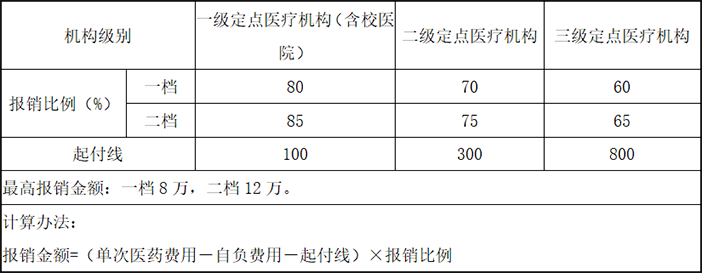 机构级别 一级定点医疗机构（含校医院） 二级定点医疗机构 三级定点医疗机构
报销比例（%） 一档 80 70 60
二档 85 75 65
起付线 100 300 800
最高报销金额：一档8万，二档12万。
计算办法：
报销金额=（单次医药费用－自负费用－起付线）×报销比例